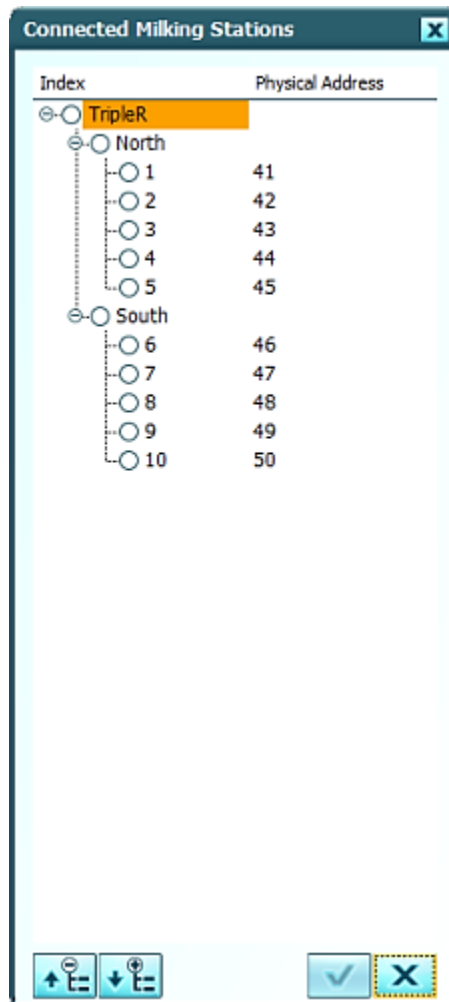 Connected Milking Stations
Index Physical Address
TripleR
North
1 41
2 42
3 43
4 44
5 45
South
6 46
7 47
8 48
9 49
10 50